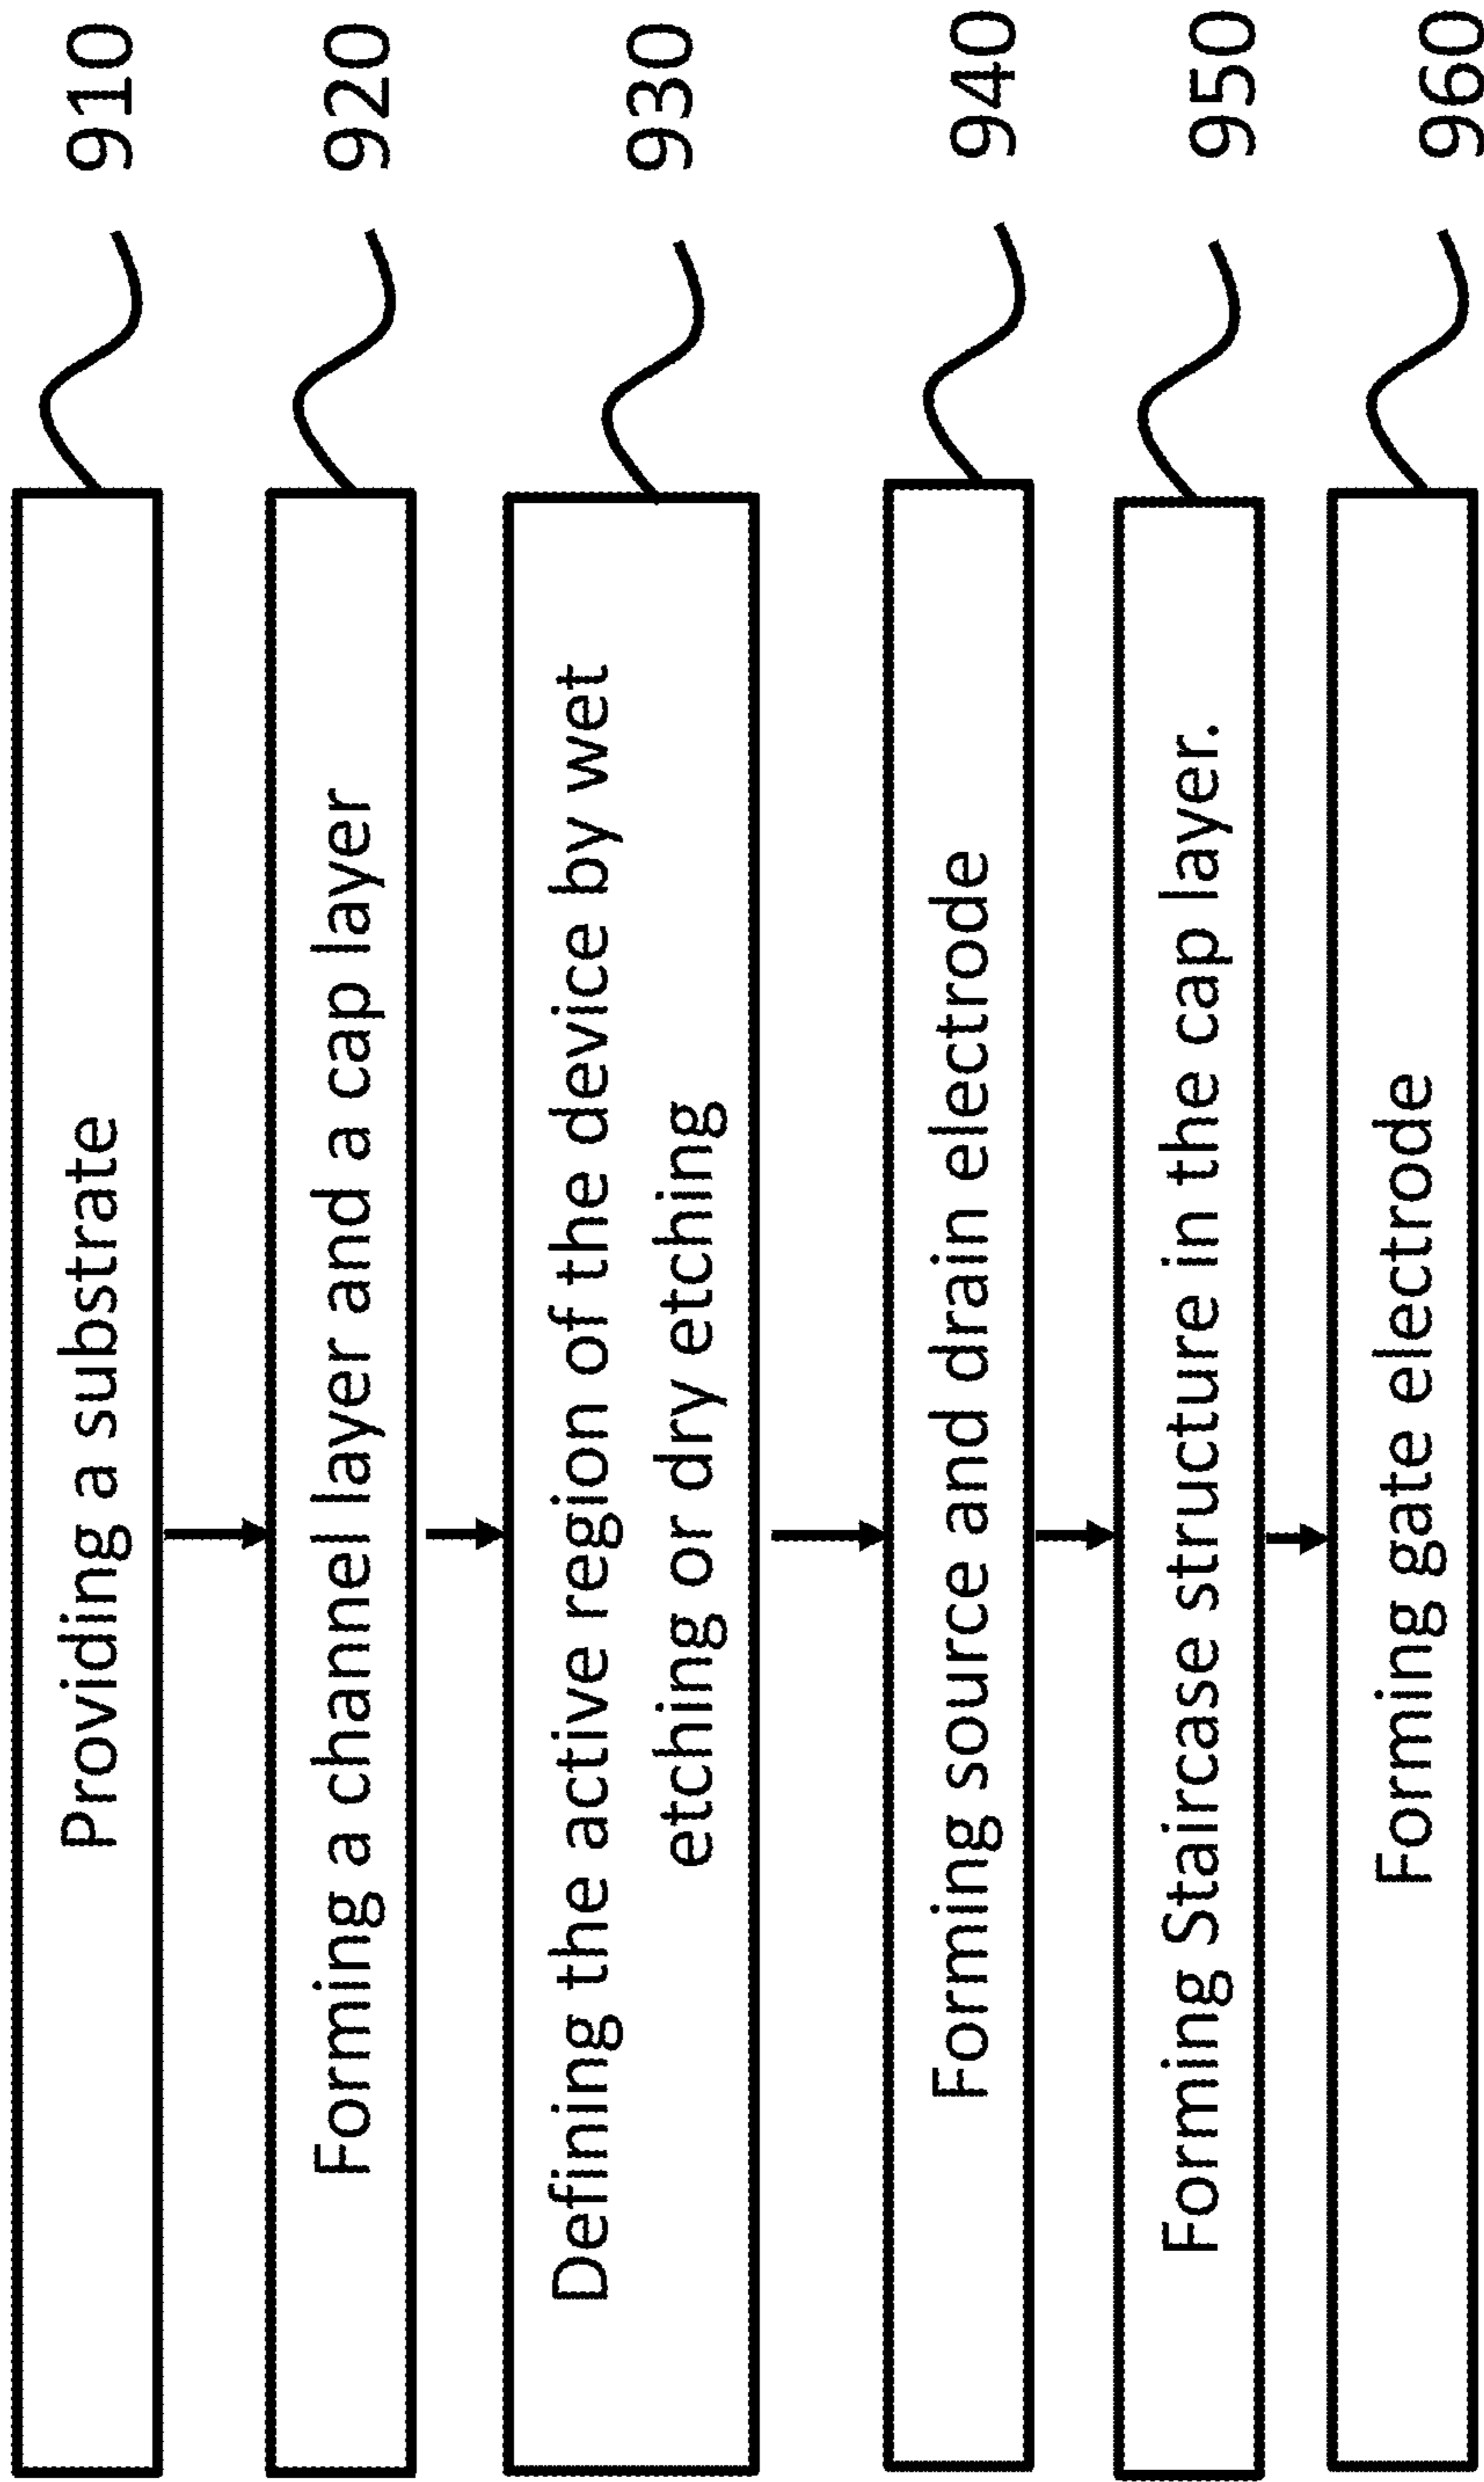 Providing a substrate
910
Forming a channel layer and a cap layer
920
Defining the active region of the device by wet
etching or dry etching
930
Forming source and drain electrode
940
Forming Staircase structure in the cap layer.
950
Forming gate electrode
960